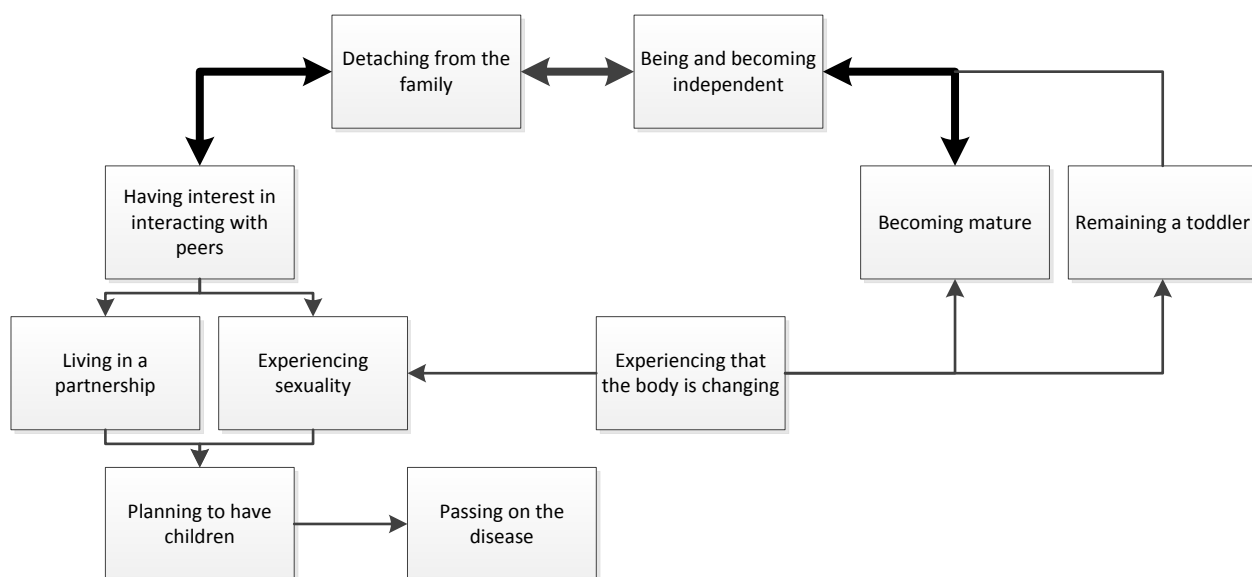 Detaching from the
family
Being and becoming
independent
Having interest in
interacting with
peers
Becoming mature
Remaining a toddler
Living in a
partnership
Experiencing
sexuality
Experiencing that
the body is changing
Planning to have
children
Passing on the
disease